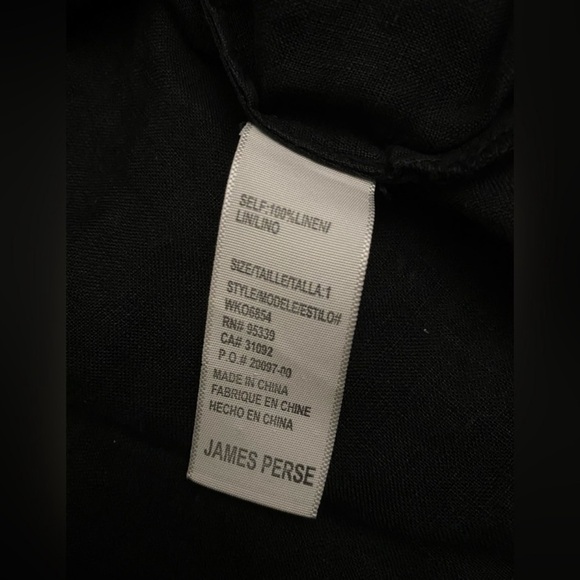 SELF:100%LINEN/
LIN/LINO
SIZE/TAILLE/TALLA:1
STYLE/MODELE/ESTILO#
WKO6854
RN# 95339
CA# 31092
P.O.# 20097-00
MADE IN CHINA
FABRIQUE EN CHINE
HECHO EN CHINA
JAMES PERSE